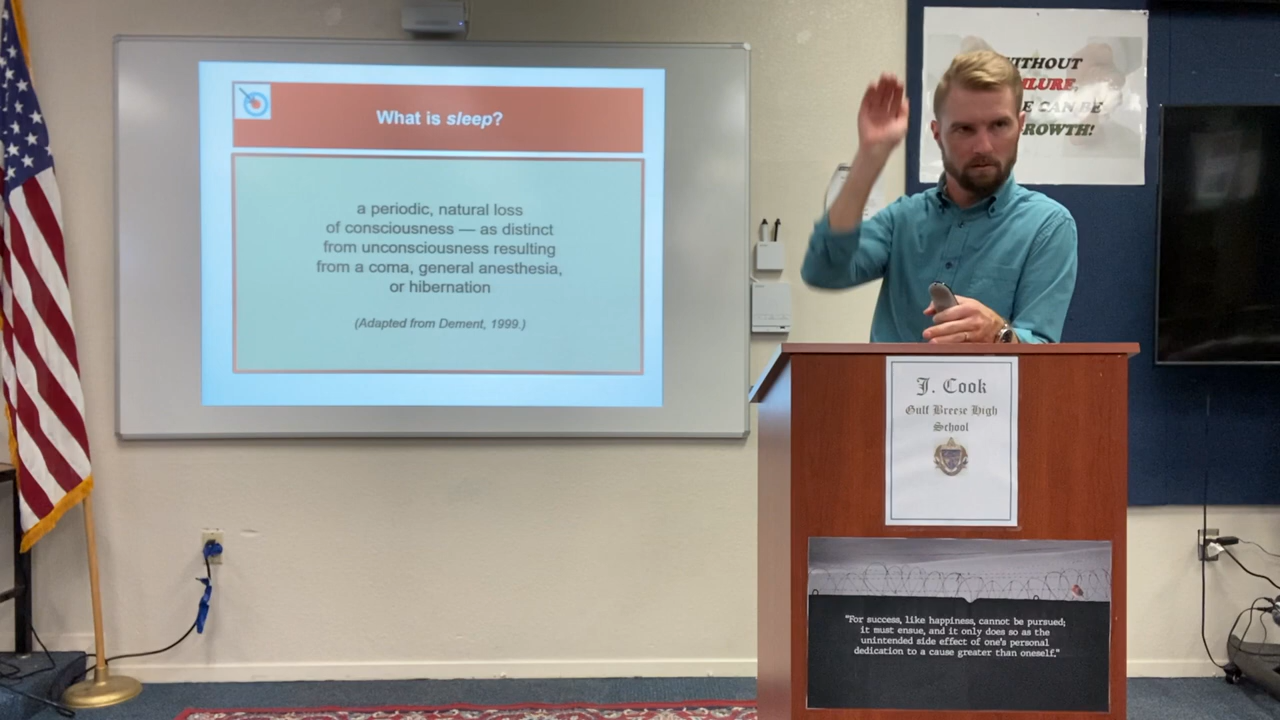 What is sleep?
a periodic, natural loss
of consciousness — as distinct
from unconsciousness resulting
from a coma, general anesthesia,
or hibernation
(Adapted from Dement, 1999.)
CAN BE
J. Cook
Gulf Breeze High
School
"For success, like happiness, cannot be pursued;
it must ensue, and it only does so as the
unintended side effect of one's personal
dedication to a cause greater than oneself."